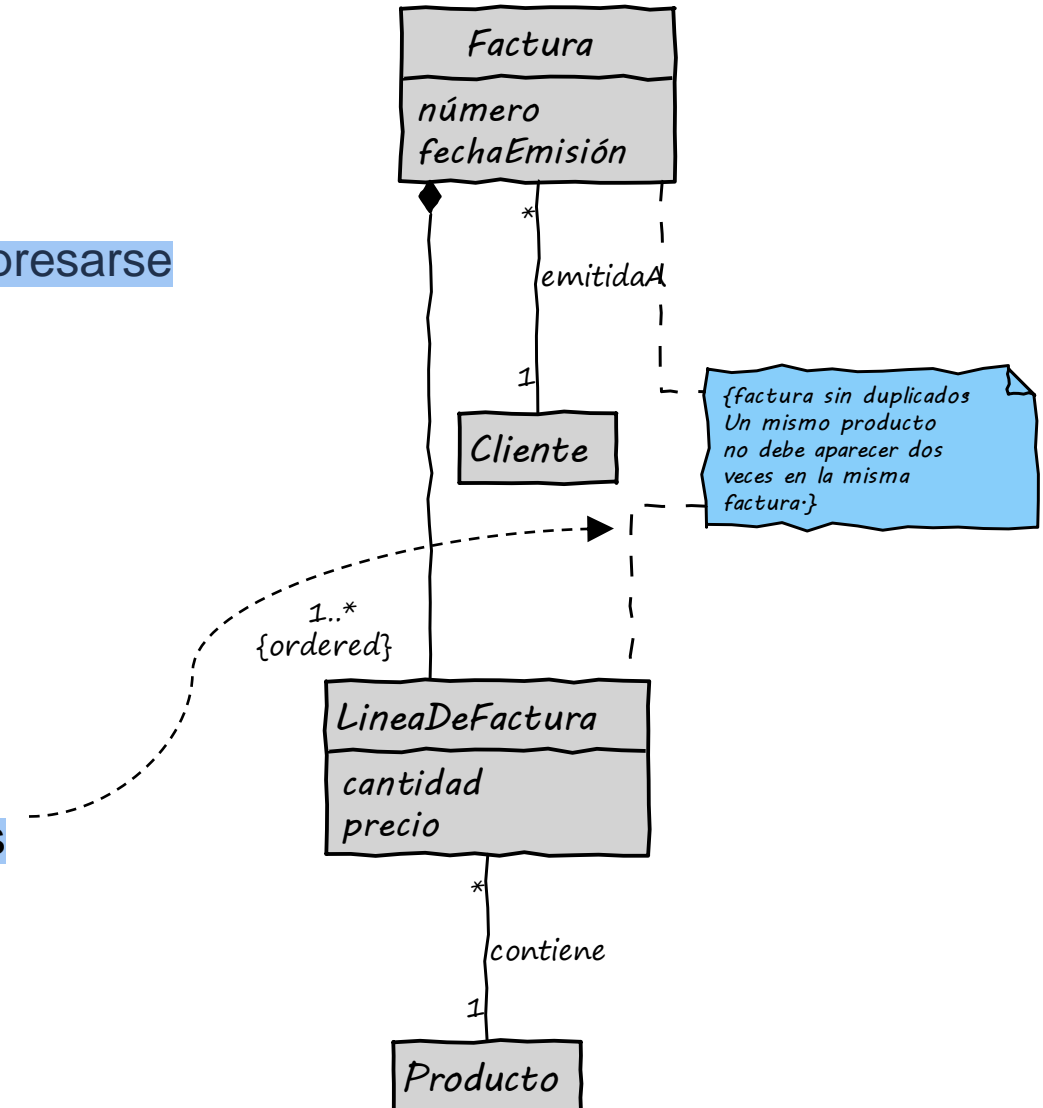 Factura
número
fechaEmisión
*
presarse
emitidaA
1
{factura sin duplicados:
Un mismo producto
no debe aparecer dos
veces en la misma
factura.}
Cliente
1..*
{ordered}
LineaDeFactura
cantidad
precio
s
*
contiene
1
Producto